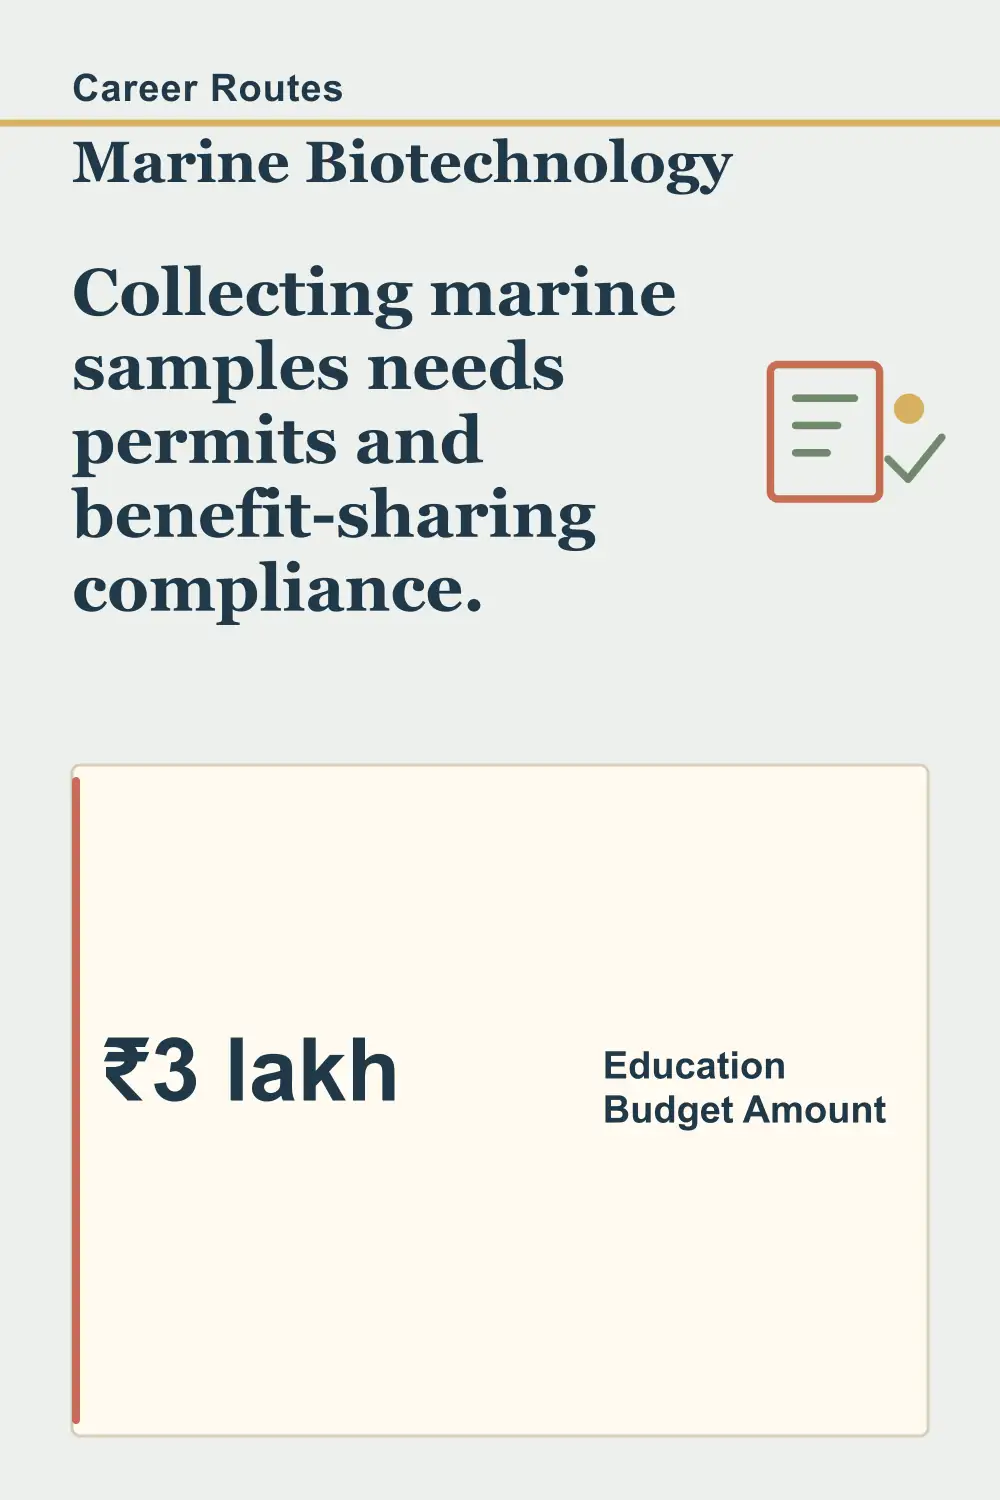 Career Routes
Marine Biotechnology
Collecting marine
samples needs
permits and
benefit-sharing
compliance.
₹3 lakh
Education
Budget Amount